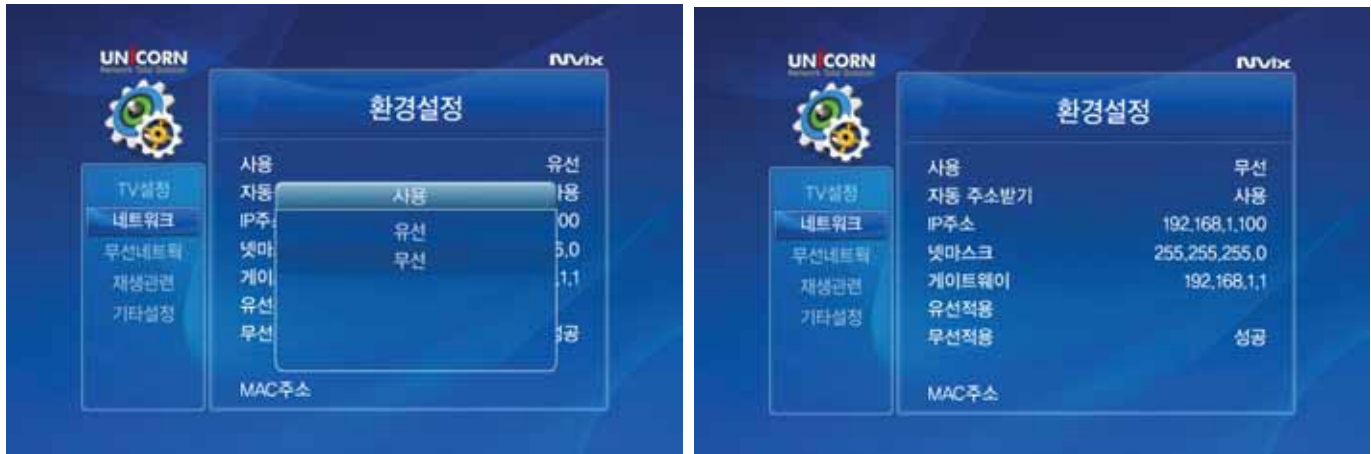 UNICORN
Mvix
환경설정
TV설정
네트워크
무선네트웍
재생관련
기타설정
사용 유선
자동 사용
IP주소 00
넷마 5.0
게이 .1.1
유선
무선 성공
MAC주소
사용
유선
무선
UNICORN
Mvix
환경설정
TV설정
네트워크
무선네트웍
재생관련
기타설정
사용 무선
자동 주소받기 사용
IP주소 192.168.1.100
넷마스크 255.255.255.0
게이트웨이 192.168.1.1
유선적용
무선적용 성공
MAC주소